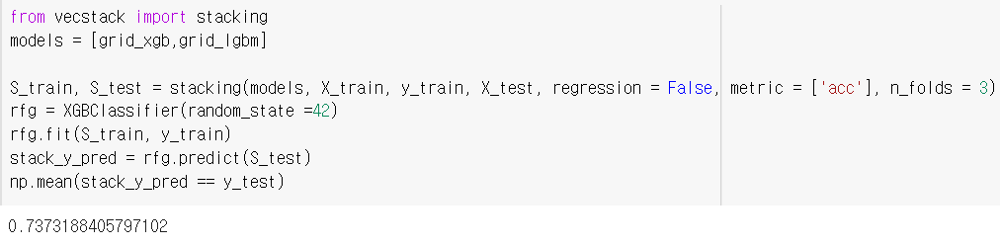 from vecstack import stacking
models = [grid_xgb,grid_lgbm]
S_train, S_test = stacking(models, X_train, y_train, X_test, regression = False, metric = ['acc'], n_folds = 3)
rfg = XGBClassifier(random_state =42)
rfg.fit(S_train, y_train)
stack_y_pred = rfg.predict(S_test)
np.mean(stack_y_pred == y_test)
0.7373188405797102